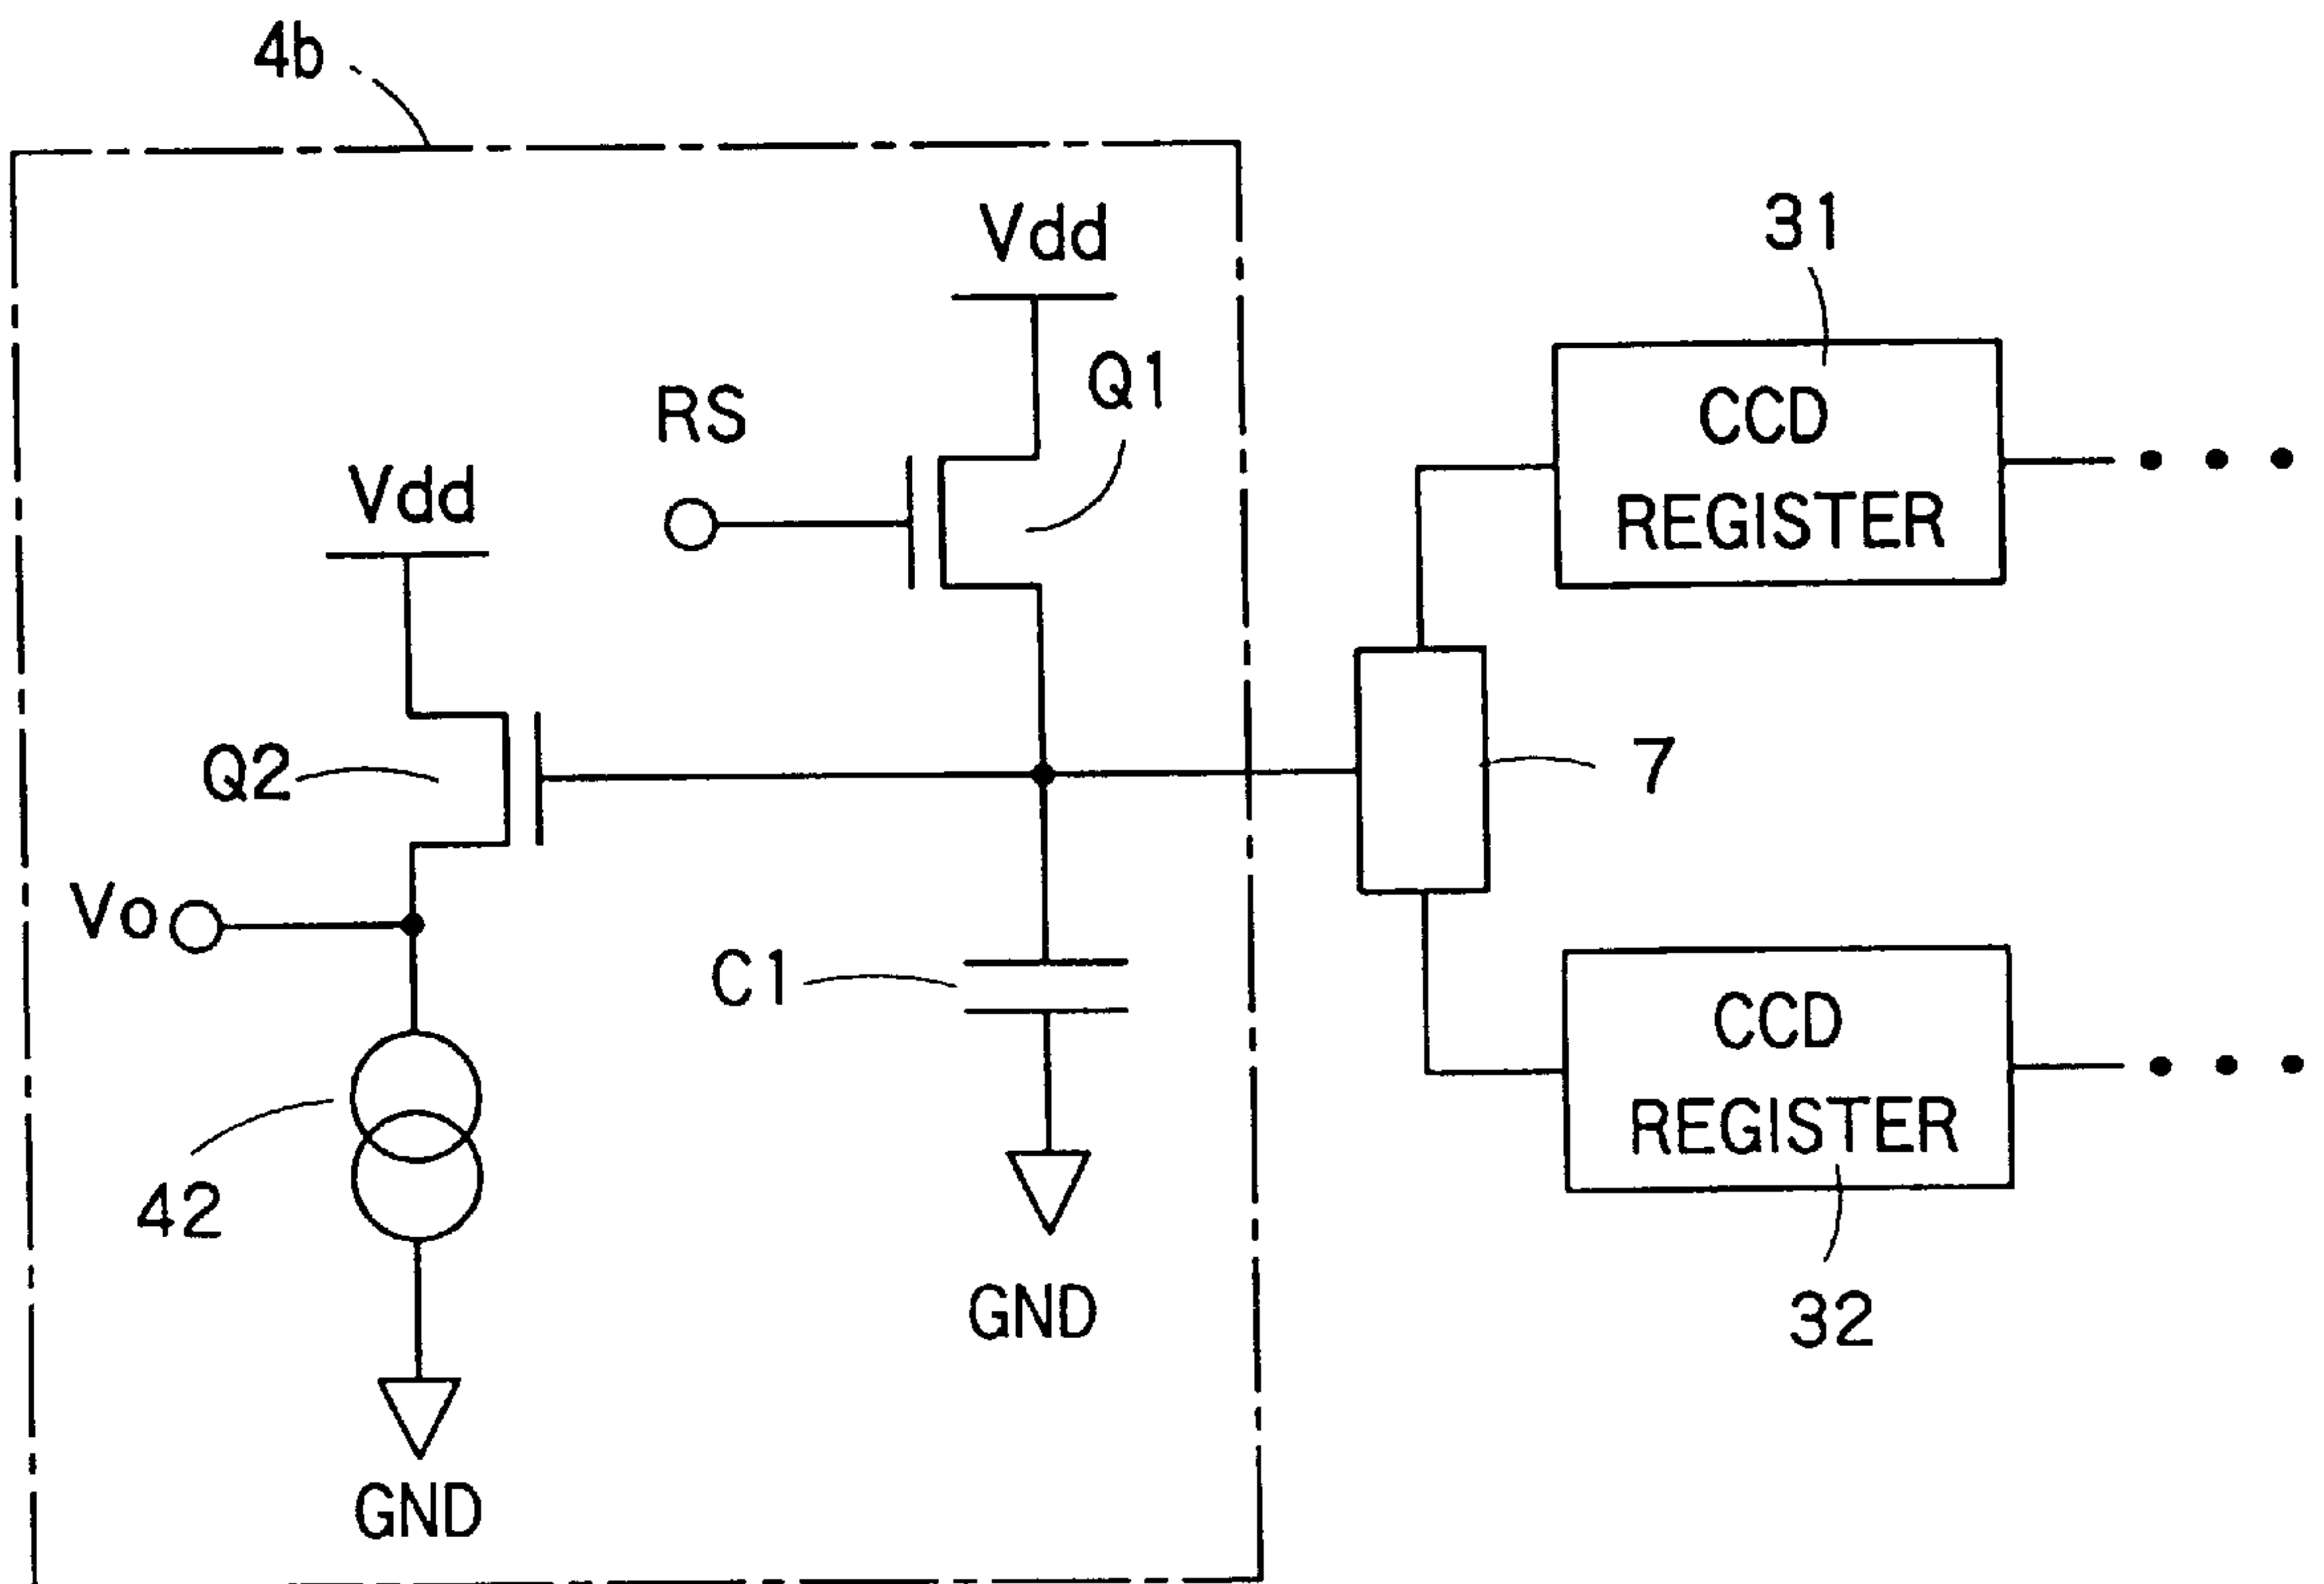 4b
Vdd
31
Q1
RS
CCD
REGISTER
Vdd
7
Q2
Vo
C1
CCD
REGISTER
42
GND
32
GND